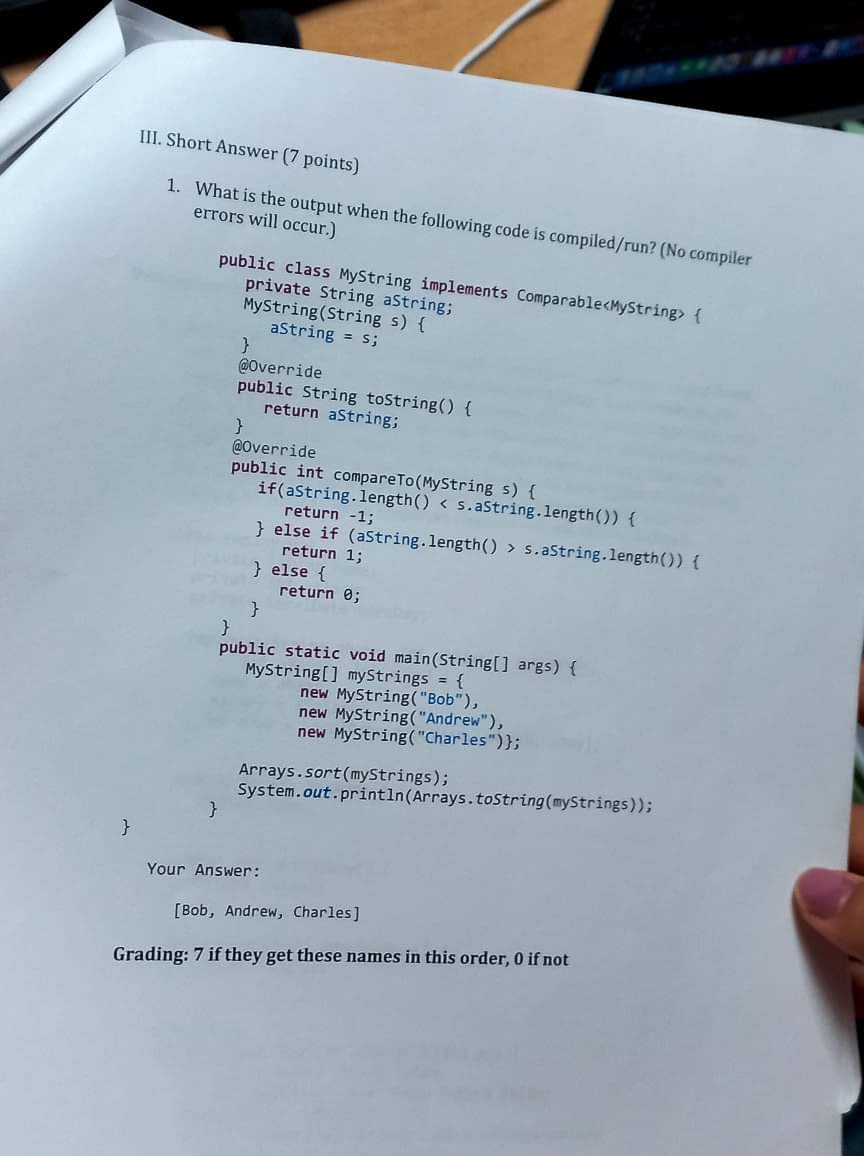 III. Short Answer (7 points)
1. What is the output when the following code is compiled/run? (No compiler
errors will occur.)
public class MyString implements Comparable<MyString> {
private String aString;
MyString(String s) {
aString = s;
}
@Override
public String toString() {
return aString;
}
@Override
public int compareTo(MyString s) {
if(aString.length() < s.aString.length()) {
return -1;
} else if (aString.length() > s.aString.length()) {
return 1;
} else {
return 0;
}
}
public static void main(String[] args) {
MyString[] myStrings = {
new MyString("Bob"),
new MyString("Andrew"),
new MyString("Charles")};
Arrays.sort(myStrings);
System.out.println(Arrays.toString(myStrings));
}
}
Your Answer:
[Bob, Andrew, Charles]
Grading: 7 if they get these names in this order, 0 if not